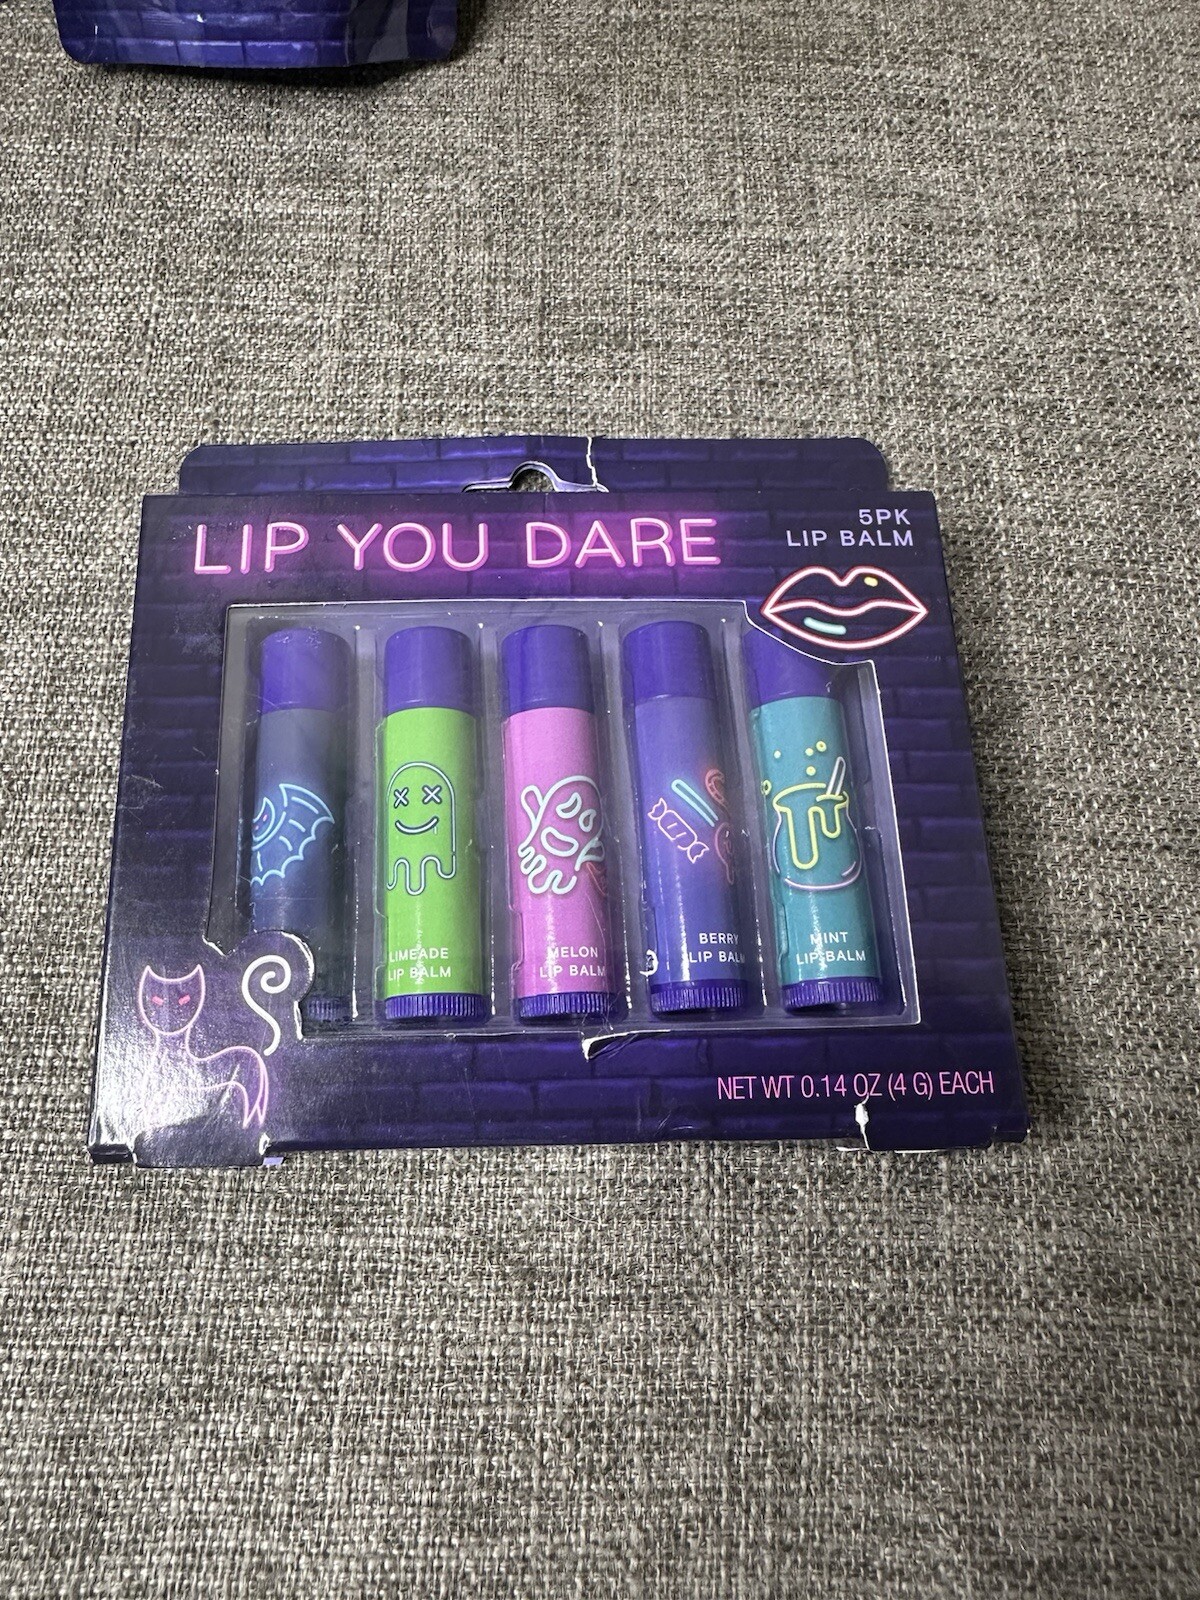 LIP YOU DARE
5PK
LIP BALM
LIMEADE
LIP BALM
MELON
LIP BALM
BERRY
LIP BALM
MINT
LIP BALM
NET WT 0.14 OZ (4 G) EACH